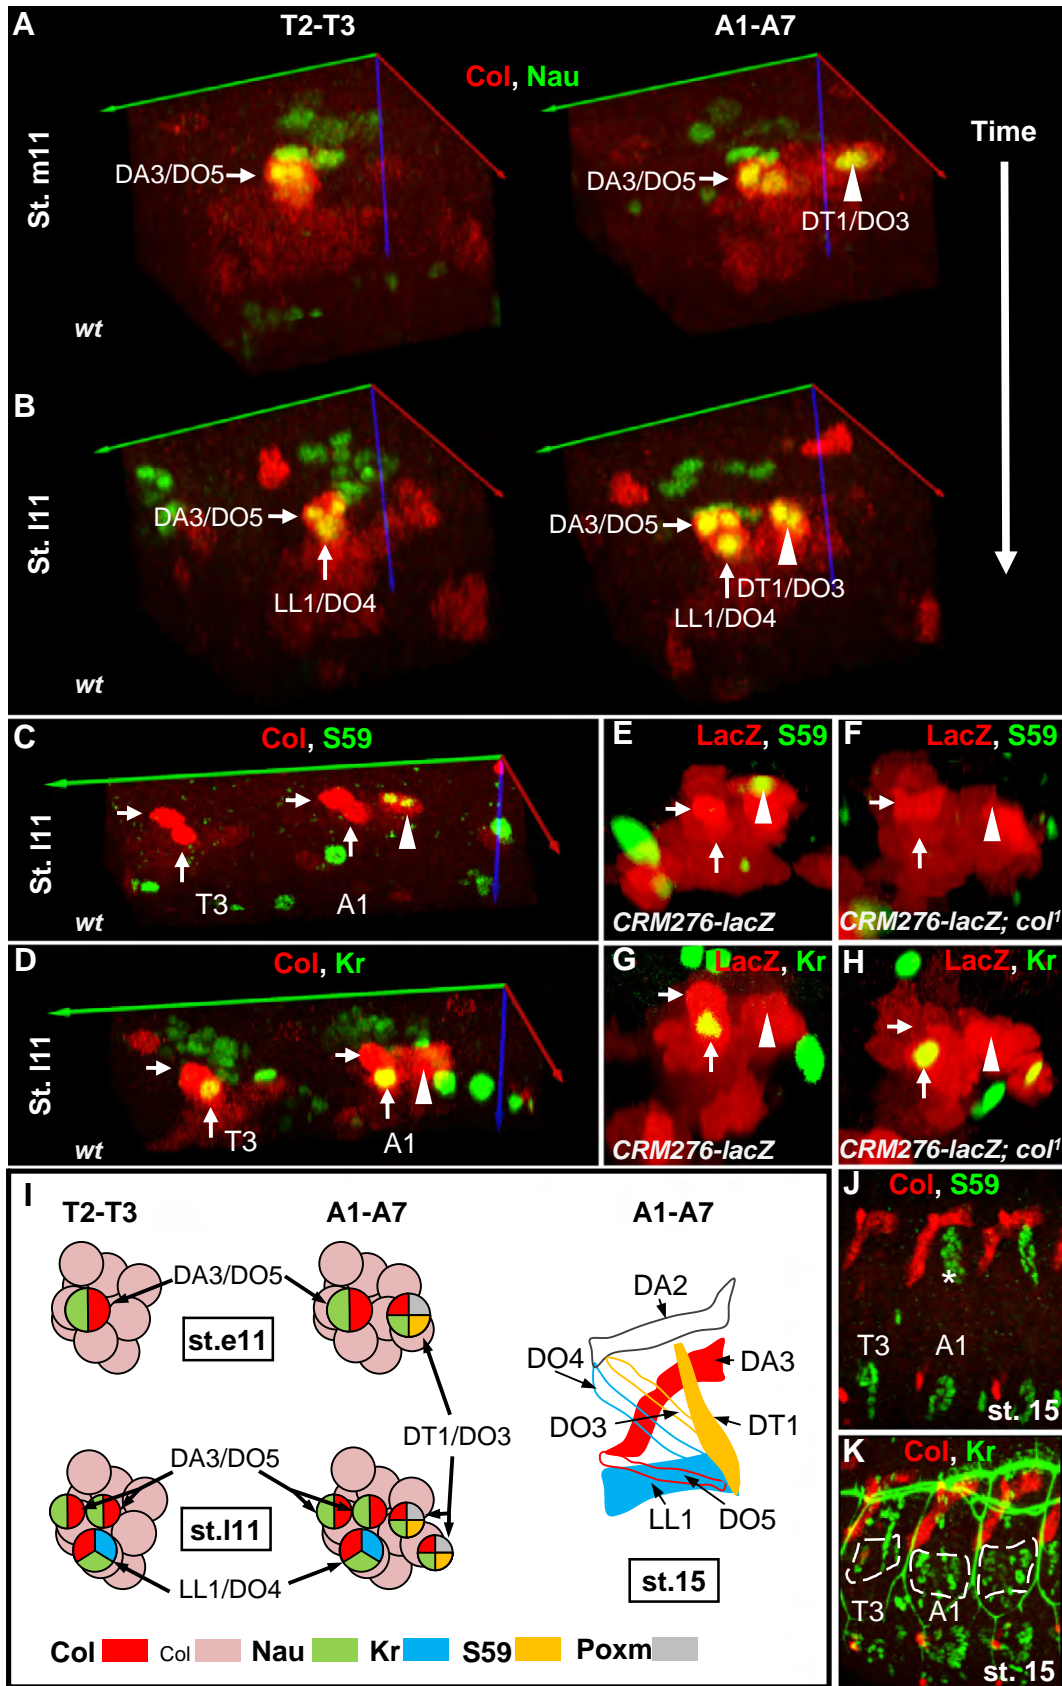 A
T2-T3
A1-A7
Col, Nau
St. m11
DA3/DO5
DA3/DO5
DT1/DO3
Time
wt
B
St. l11
DA3/DO5
LL1/DO4
DA3/DO5
DT1/DO3
LL1/DO4
wt
C
Col, S59
St. l11
T3
A1
wt
D
Col, Kr
St. l11
T3
A1
wt
E
LacZ, S59
CRM276-lacZ
F
LacZ, S59
CRM276-lacZ; col1
G
LacZ, Kr
CRM276-lacZ
H
LacZ, Kr
CRM276-lacZ; col1
I
T2-T3
A1-A7
A1-A7
DA3/DO5
st.e11
DT1/DO3
DA3/DO5
st.l11
LL1/DO4
DA2
DO4
DA3
DO3
DT1
LL1
DO5
st.15
Col
Col
Nau
Kr
S59
Poxm
J
Col, S59
*
T3
A1
st. 15
K
Col, Kr
T3
A1
st. 15